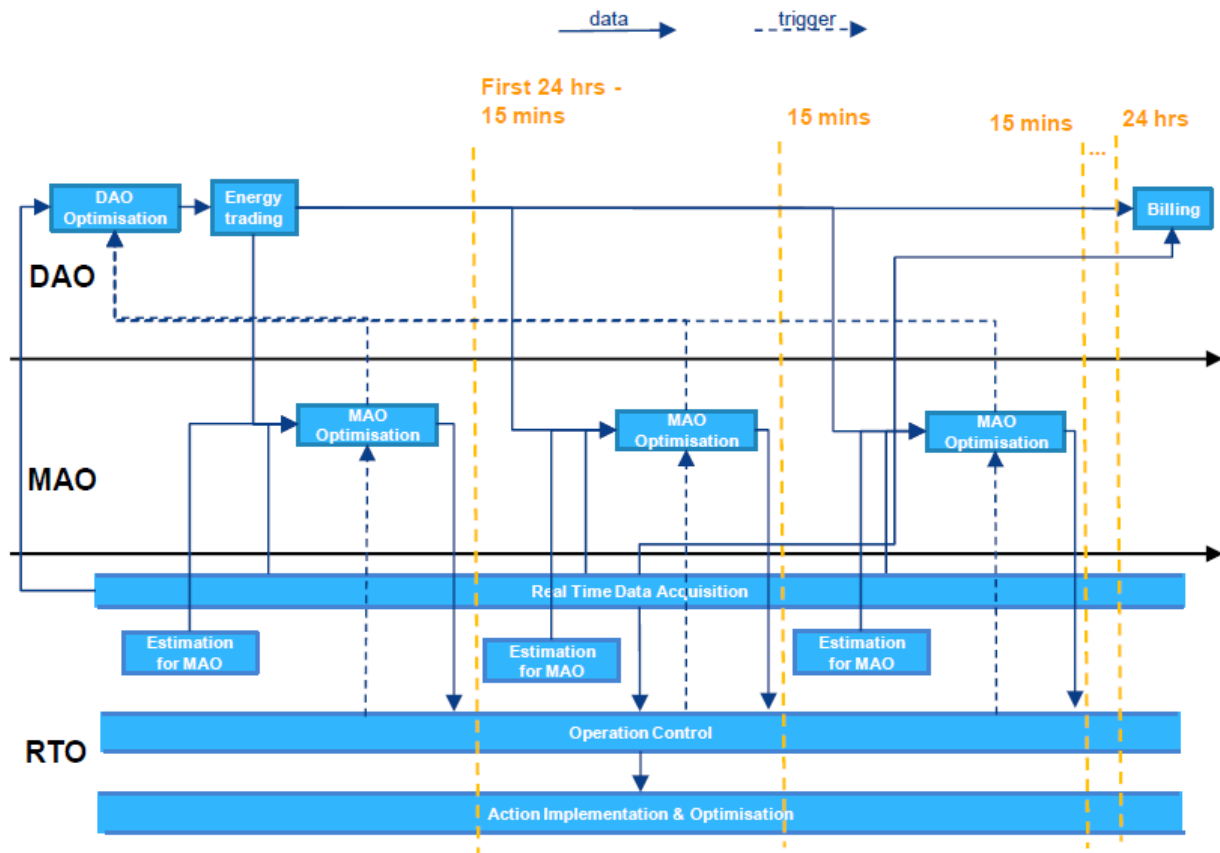 data
trigger
First 24 hrs -
15 mins
15 mins
15 mins
24 hrs
...
DAO
Optimisation
Energy
trading
Billing
DAO
MAO
Optimisation
MAO
Optimisation
MAO
Optimisation
MAO
Real Time Data Acquisition
Estimation
for MAO
Estimation
for MAO
Estimation
for MAO
Operation Control
RTO
Action Implementation & Optimisation